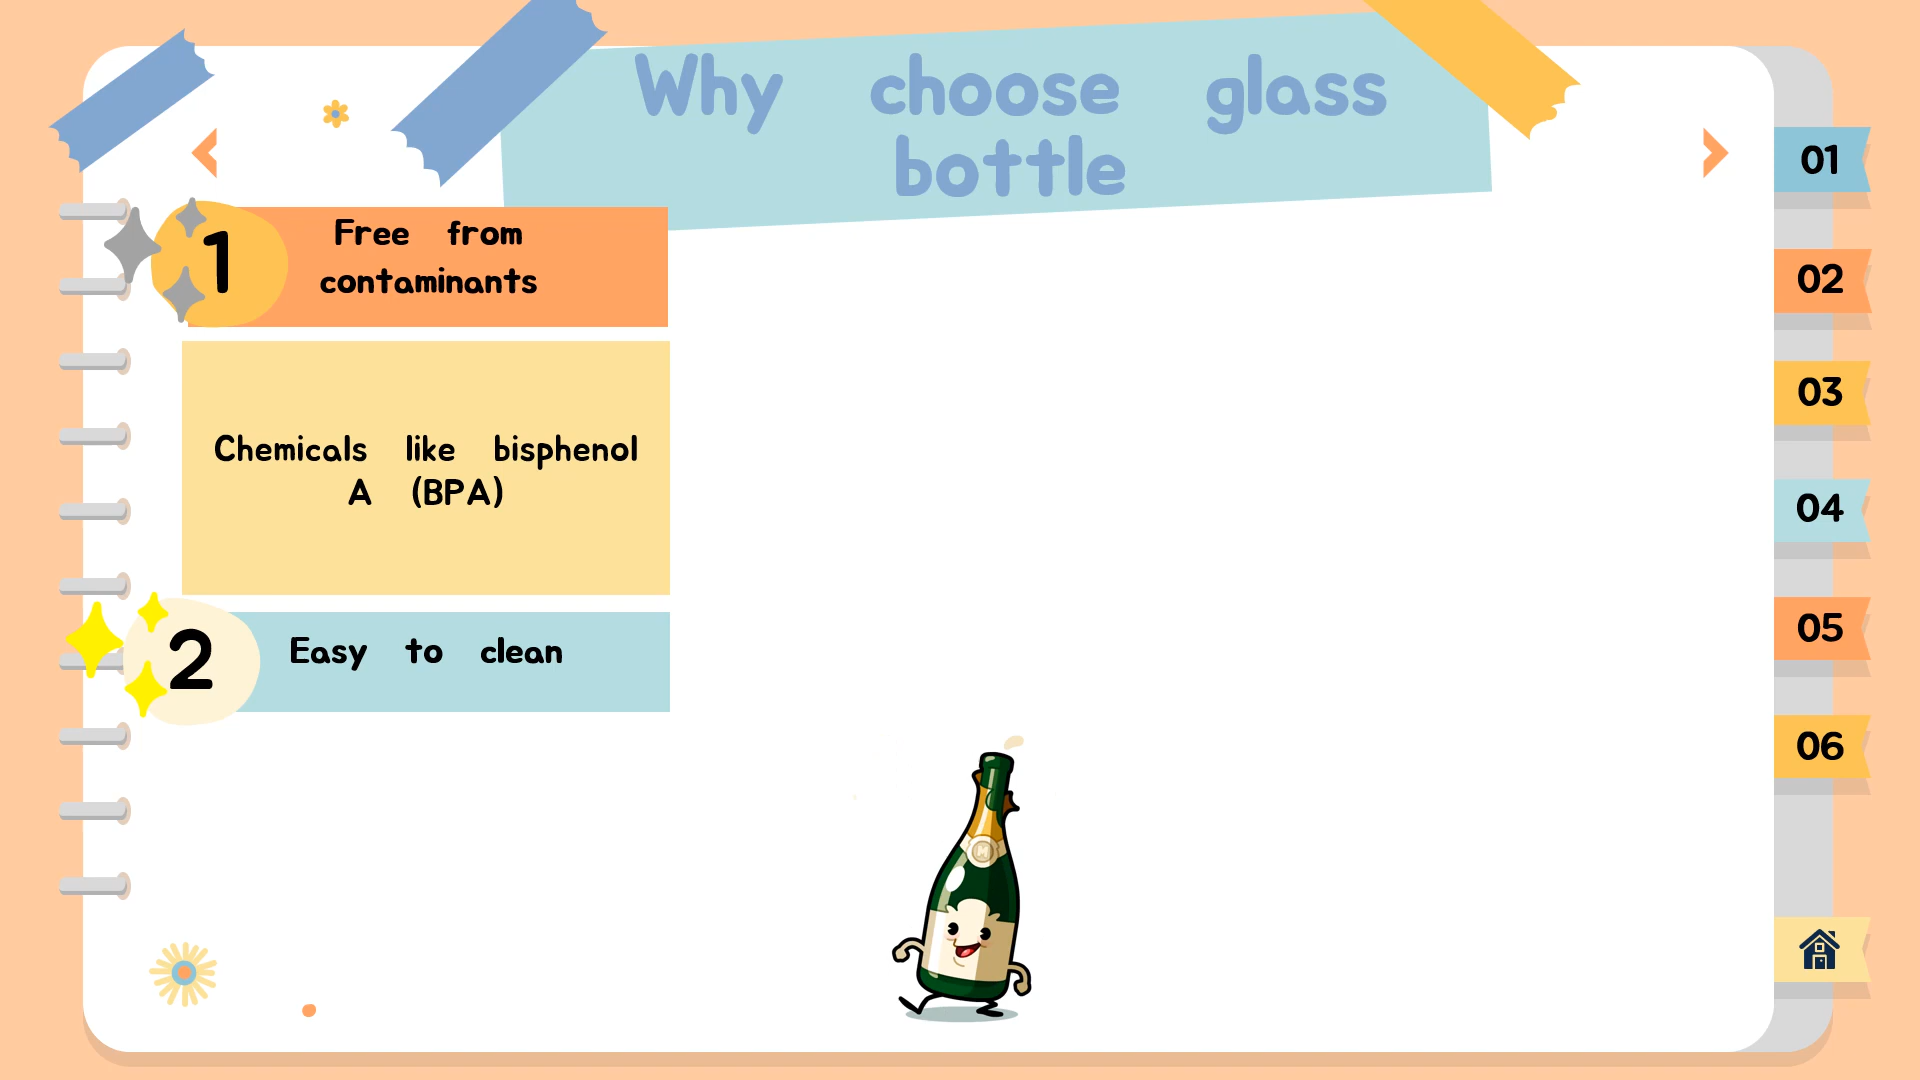 Why choose glass
bottle
1
Free from
contaminants
Chemicals like bisphenol
A (BPA)
2
Easy to clean
01
02
03
04
05
06
M